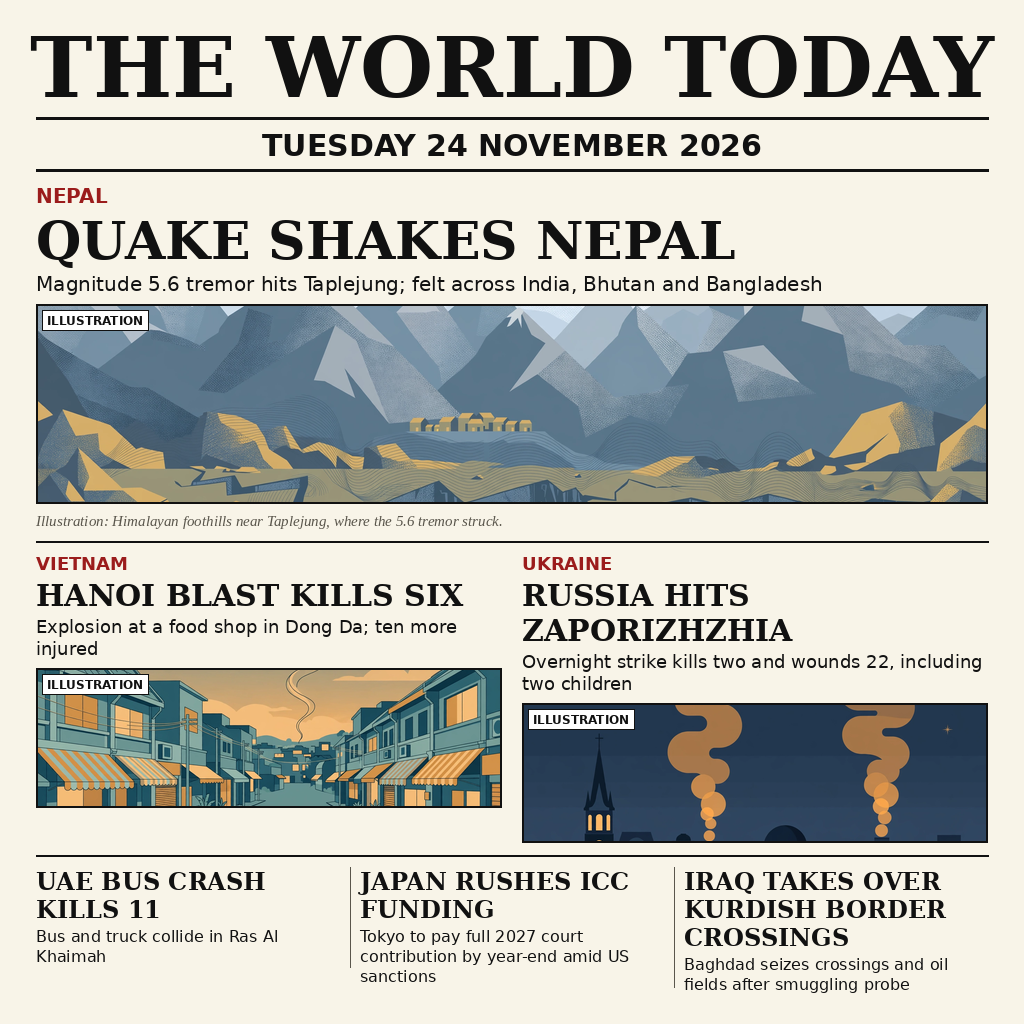 THE WORLD TODAY
TUESDAY 24 NOVEMBER 2026
NEPAL
QUAKE SHAKES NEPAL
Magnitude 5.6 tremor hits Taplejung; felt across India, Bhutan and Bangladesh
ILLUSTRATION
Illustration: Himalayan foothills near Taplejung, where the 5.6 tremor struck.
VIETNAM
HANOI BLAST KILLS SIX
Explosion at a food shop in Dong Da; ten more
injured
ILLUSTRATION
UKRAINE
RUSSIA HITS
ZAPORIZHZHIA
Overnight strike kills two and wounds 22, including
two children
ILLUSTRATION
UAE BUS CRASH
KILLS 11
Bus and truck collide in Ras Al
Khaimah
JAPAN RUSHES ICC
FUNDING
Tokyo to pay full 2027 court
contribution by year-end amid US
sanctions
IRAQ TAKES OVER
KURDISH BORDER
CROSSINGS
Baghdad seizes crossings and oil
fields after smuggling probe